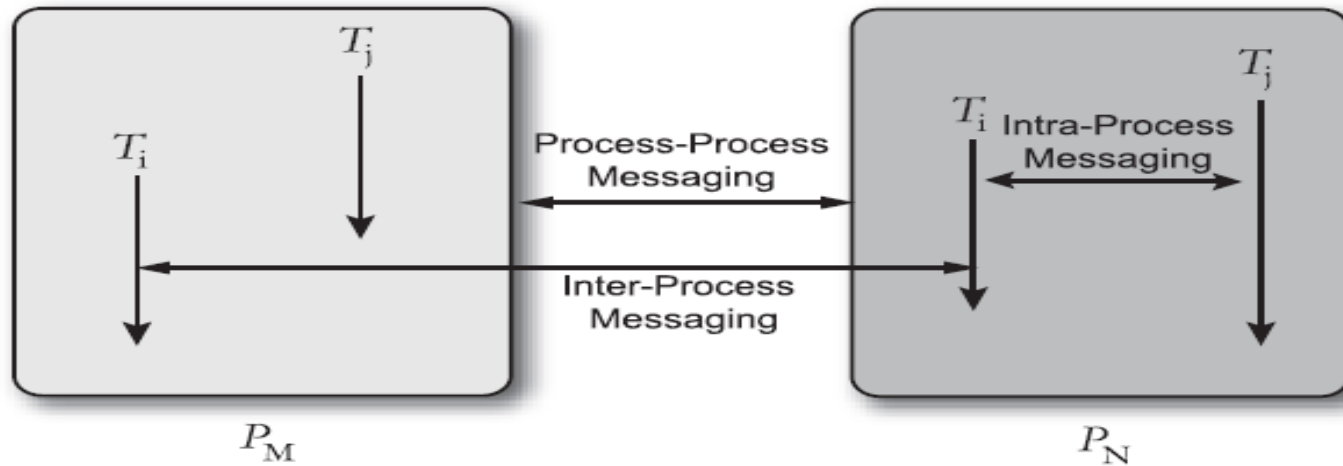 T_j
T_i
Process-Process
Messaging
Inter-Process
Messaging
P_M
T_j
T_i
Intra-Process
Messaging
P_N